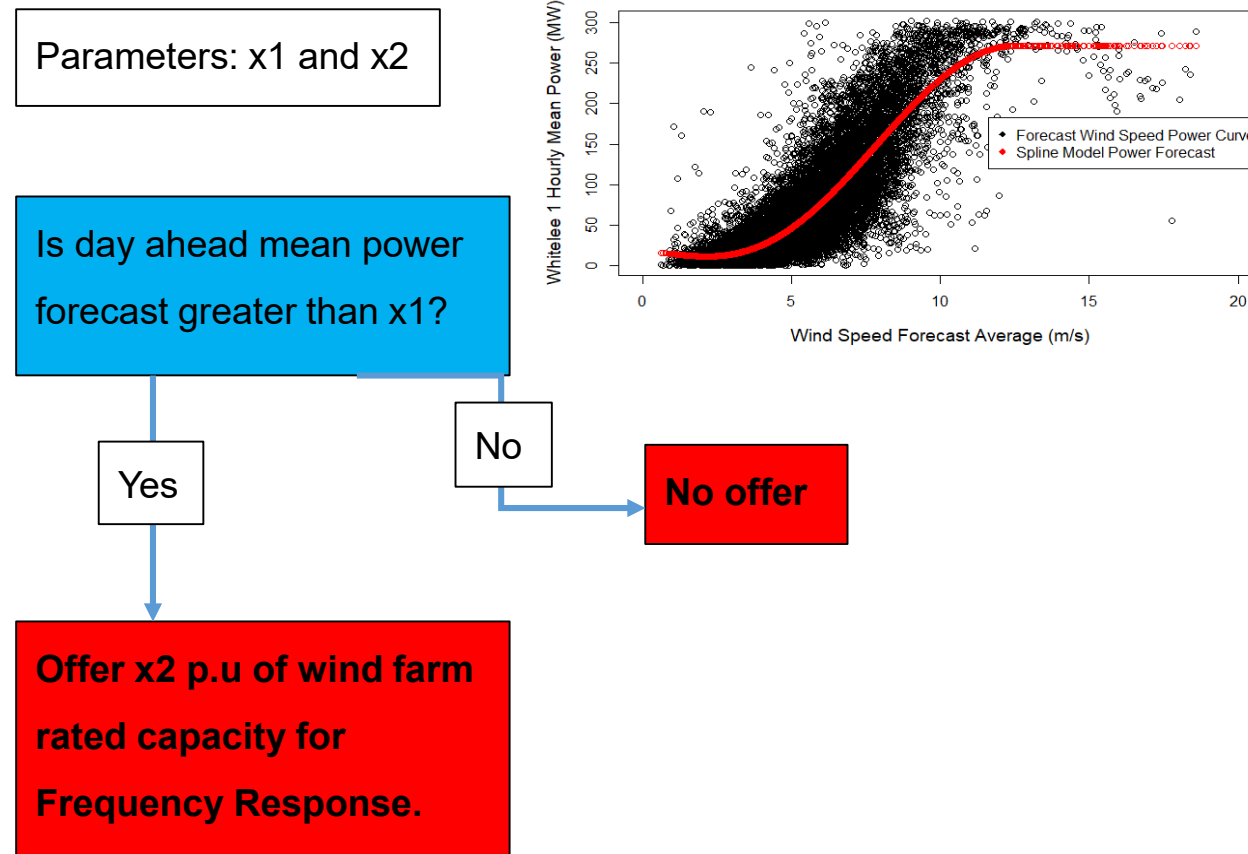 Parameters: x1 and x2
Is day ahead mean power
forecast greater than x1?
Yes
No
No offer
Offer x2 p.u of wind farm
rated capacity for
Frequency Response.
Whitelee 1 Hourly Mean Power (MW)
300
250
200
150
100
50
0
Forecast Wind Speed Power Curve
Spline Model Power Forecast
0 5 10 15 20
Wind Speed Forecast Average (m/s)